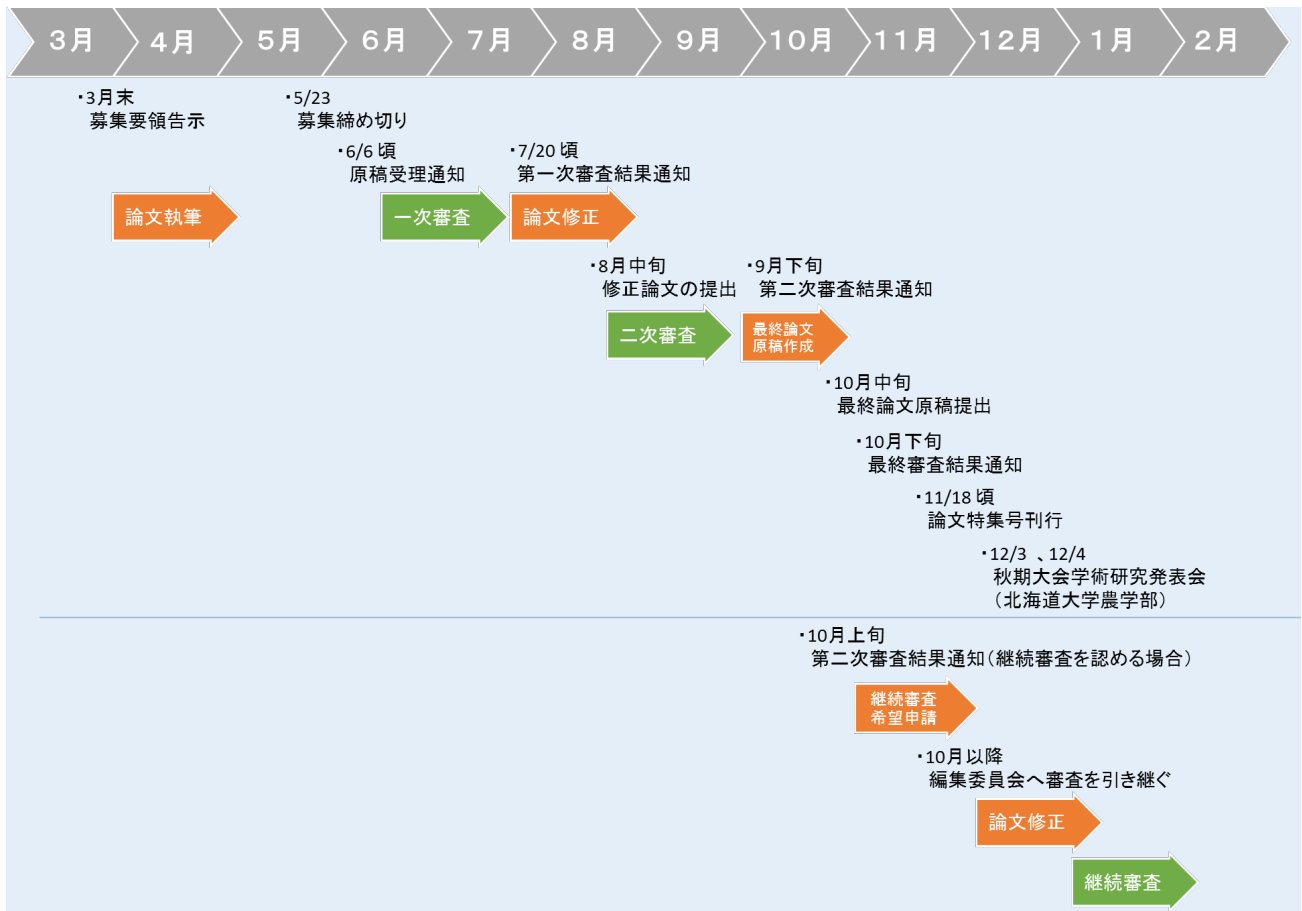 3月 4月 5月 6月 7月 8月 9月 10月 11月 12月 1月 2月
・3月末
募集要領告示
・5/23
募集締め切り
・6/6 頃
原稿受理通知
・7/20 頃
第一次審査結果通知
論文執筆
一次審査
論文修正
・8月中旬
修正論文の提出
・9月下旬
第二次審査結果通知
二次審査
最終論文
原稿作成
・10月中旬
最終論文原稿提出
・10月下旬
最終審査結果通知
・11/18 頃
論文特集号刊行
・12/3 、12/4
秋期大会学術研究発表会
（北海道大学農学部）
・10月上旬
第二次審査結果通知（継続審査を認める場合）
継続審査
希望申請
・10月以降
編集委員会へ審査を引き継ぐ
論文修正
継続審査